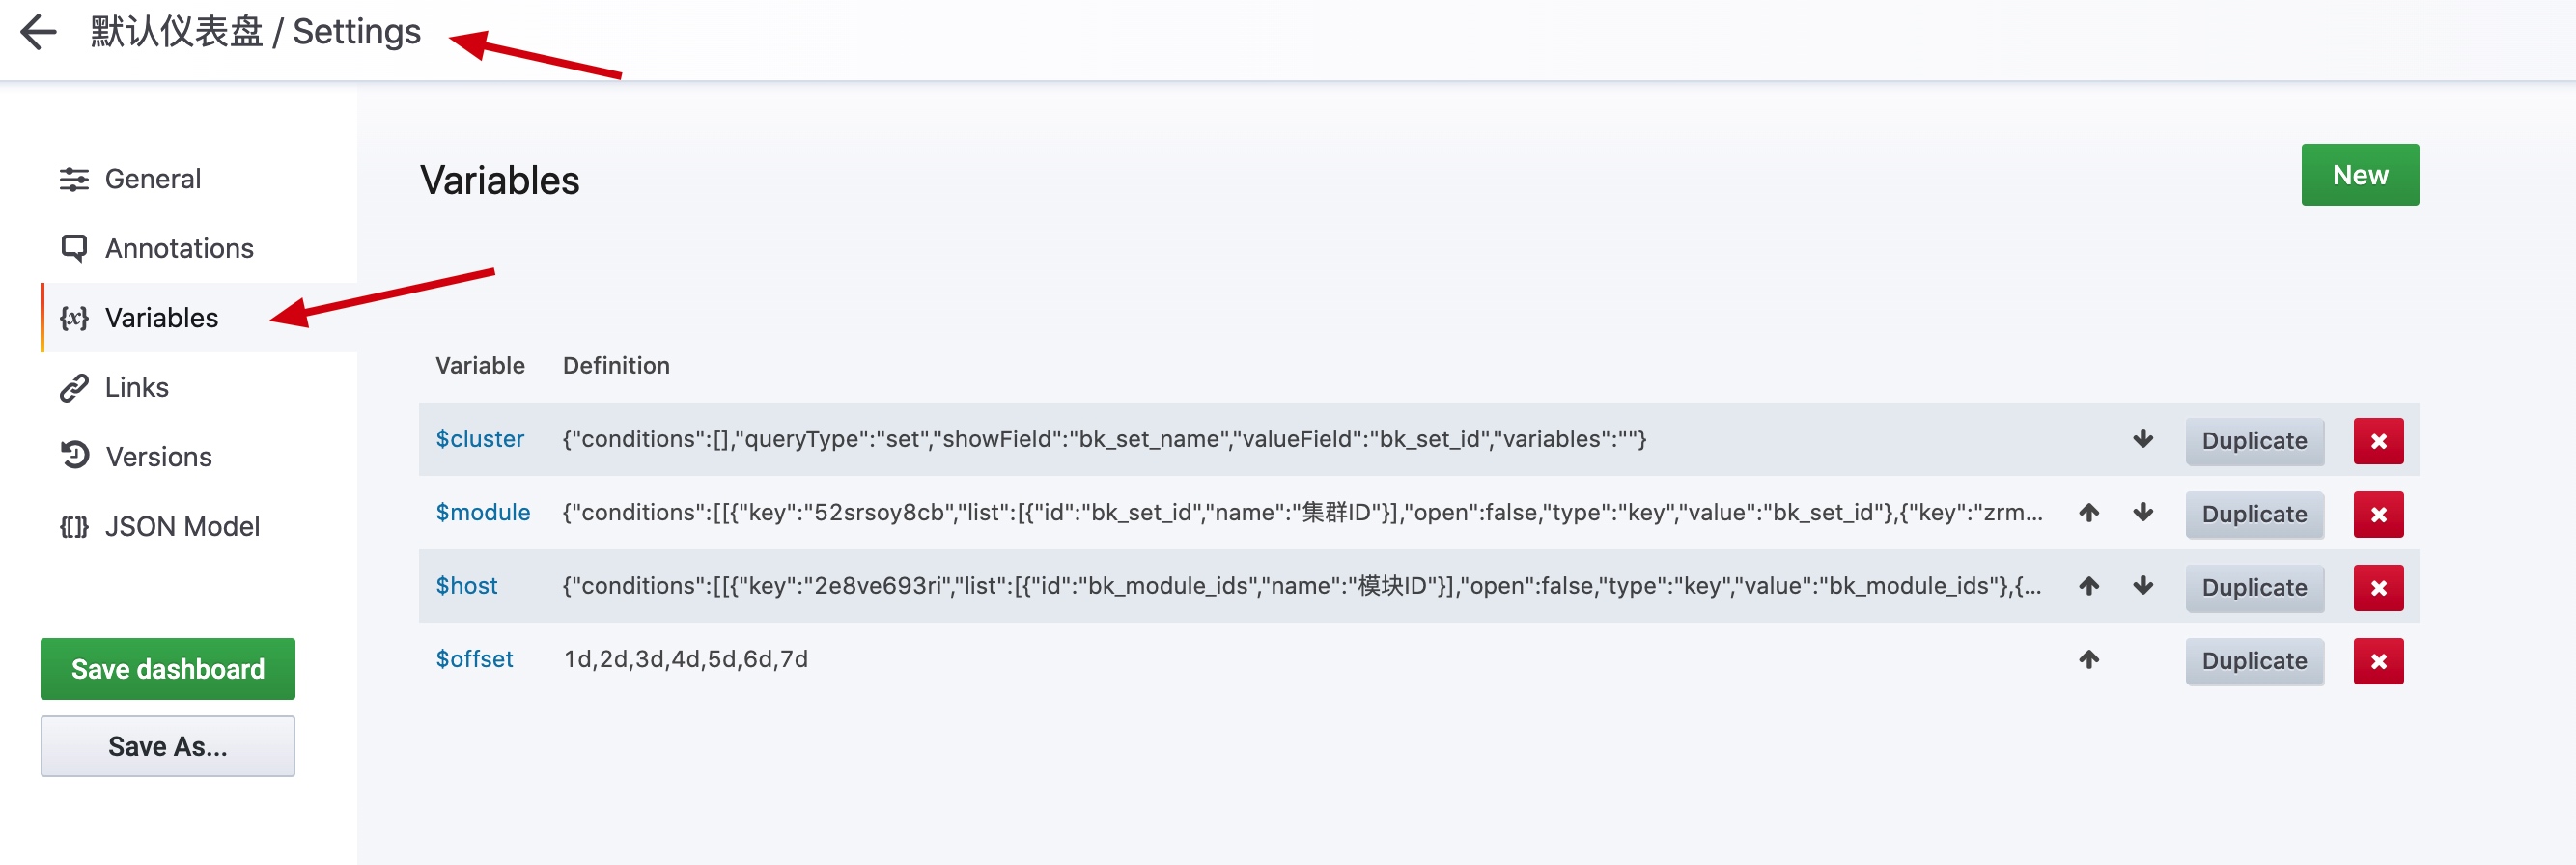 默认仪表盘 / Settings
General
Annotations
{x} Variables
Links
Versions
{[]} JSON Model
Save dashboard
Save As...
Variables
New
Variable Definition
$cluster {"conditions":[],"queryType":"set","showField":"bk_set_name","valueField":"bk_set_id","variables":""} Duplicate
$module {"conditions":[[{"key":"52srsoy8cb","list":[{"id":"bk_set_id","name":"集群ID"}],"open":false,"type":"key","value":"bk_set_id"},{"key":"zrm... Duplicate
$host {"conditions":[[{"key":"2e8ve693ri","list":[{"id":"bk_module_ids","name":"模块ID"}],"open":false,"type":"key","value":"bk_module_ids"},{... Duplicate
$offset 1d,2d,3d,4d,5d,6d,7d Duplicate